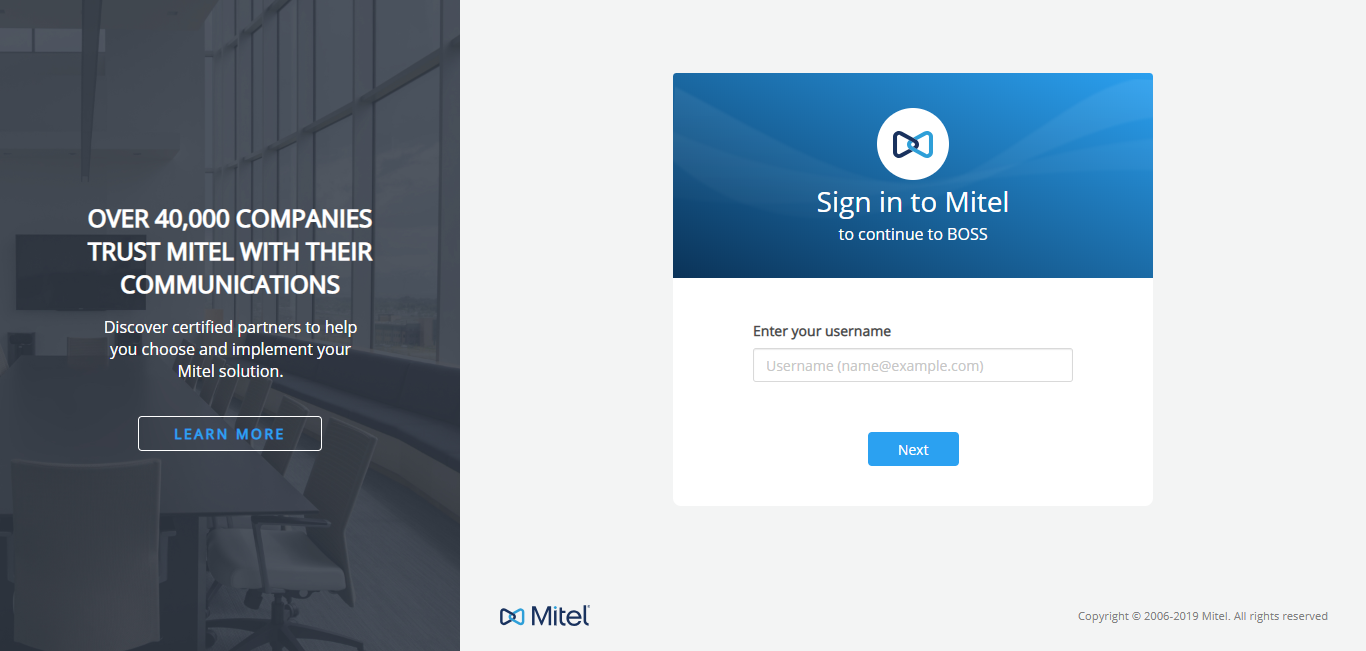 OVER 40,000 COMPANIES
TRUST MITEL WITH THEIR
COMMUNICATIONS
Discover certified partners to help
you choose and implement your
Mitel solution.
LEARN MORE
Sign in to Mitel
to continue to BOSS
Enter your username
Username (name@example.com)
Next
Mitel
Copyright © 2006-2019 Mitel. All rights reserved